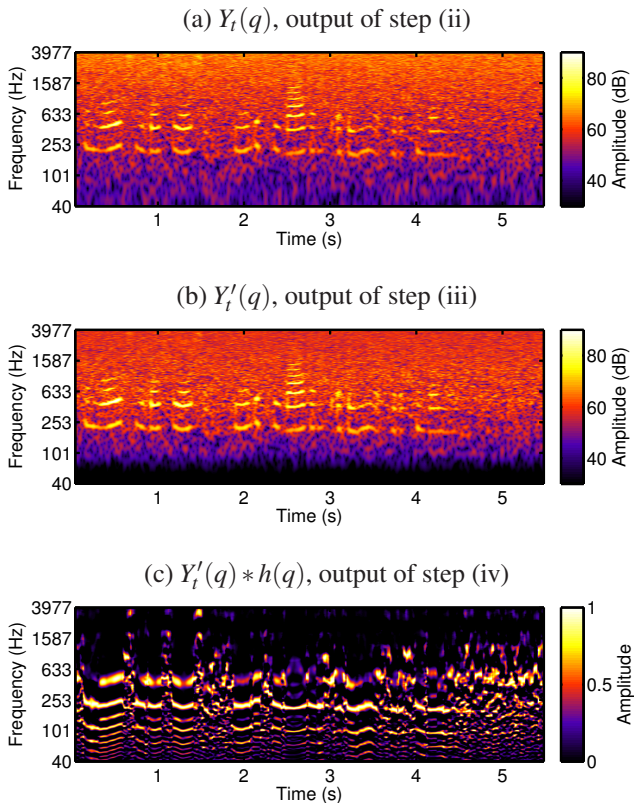 (a) Y_t(q), output of step (ii)
3977
1587
633
253
101
40
Frequency (Hz)
1 2 3 4 5
Time (s)
80
60
40
Amplitude (dB)
(b) Y′_t(q), output of step (iii)
3977
1587
633
253
101
40
Frequency (Hz)
1 2 3 4 5
Time (s)
80
60
40
Amplitude (dB)
(c) Y′_t(q) ∗ h(q), output of step (iv)
3977
1587
633
253
101
40
Frequency (Hz)
1 2 3 4 5
Time (s)
1
0.5
0
Amplitude